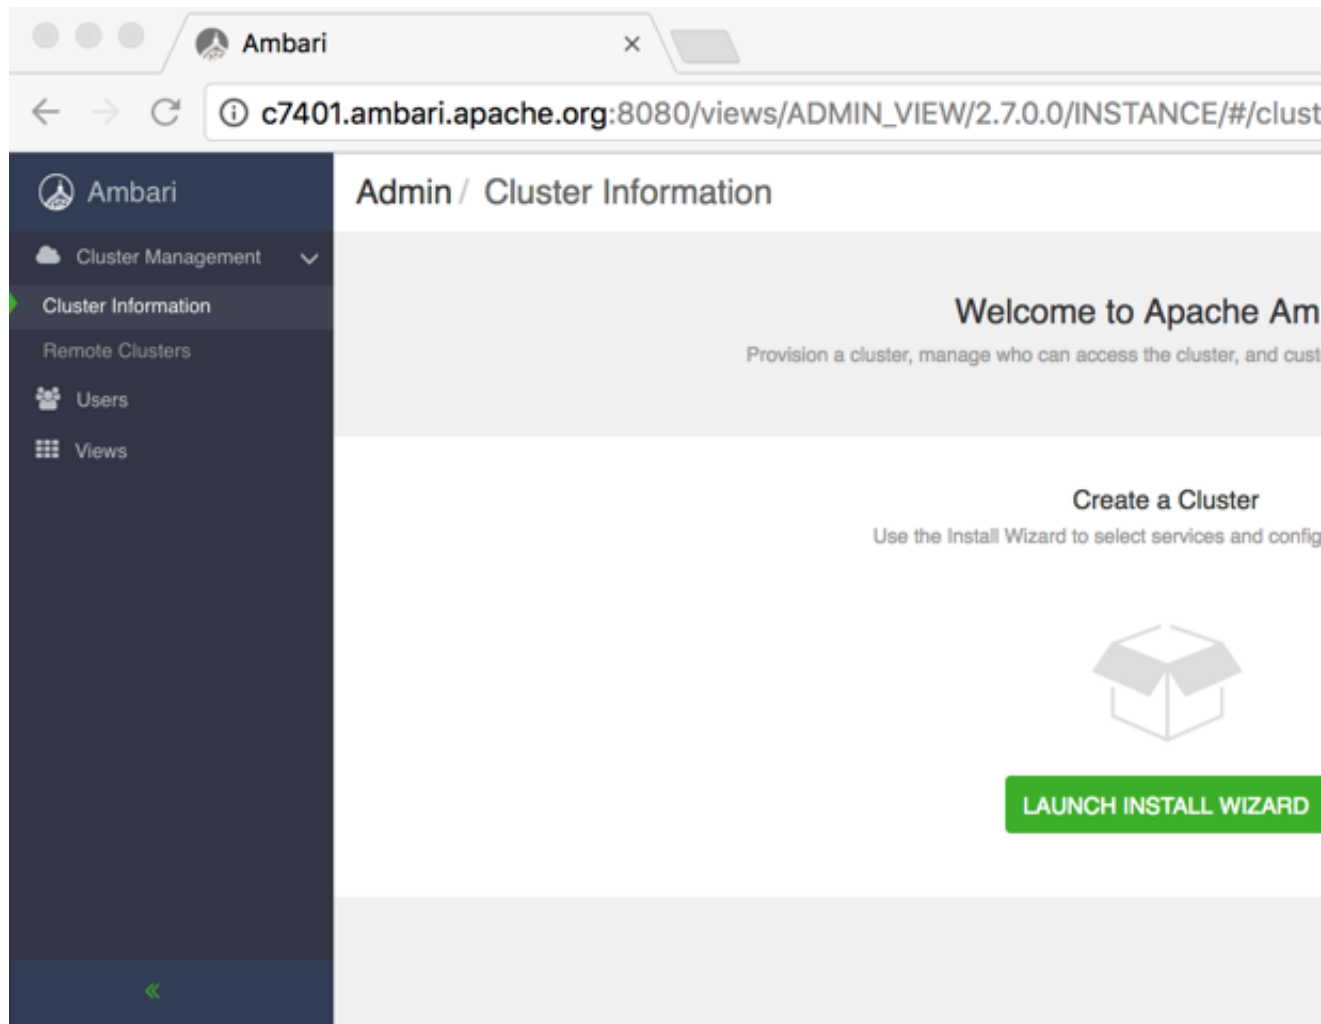 Ambari
c7401.ambari.apache.org:8080/views/ADMIN_VIEW/2.7.0.0/INSTANCE/#/clust
Ambari
Admin / Cluster Information
Cluster Management
Cluster Information
Remote Clusters
Users
Views
Welcome to Apache Am
Provision a cluster, manage who can access the cluster, and cust
Create a Cluster
Use the Install Wizard to select services and config
LAUNCH INSTALL WIZARD